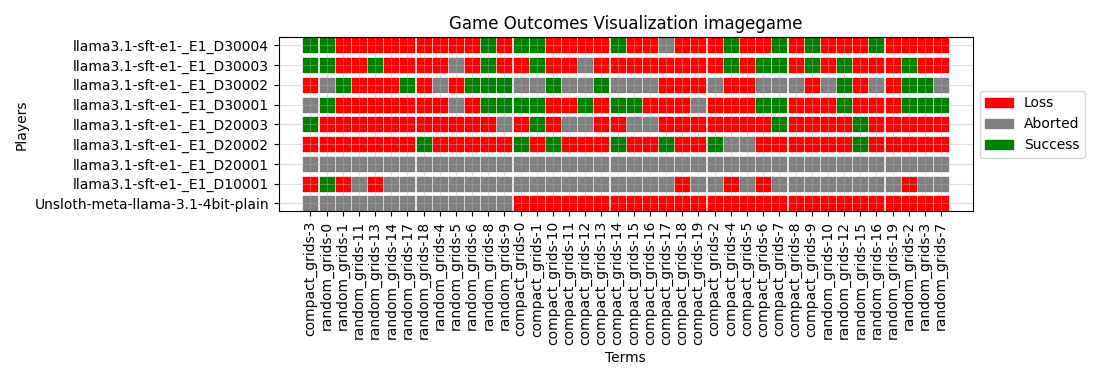 Game Outcomes Visualization imagegame
Players
llama3.1-sft-e1-_E1_D30004
llama3.1-sft-e1-_E1_D30003
llama3.1-sft-e1-_E1_D30002
llama3.1-sft-e1-_E1_D30001
llama3.1-sft-e1-_E1_D20003
llama3.1-sft-e1-_E1_D20002
llama3.1-sft-e1-_E1_D20001
llama3.1-sft-e1-_E1_D10001
Unsloth-meta-llama-3.1-4bit-plain
Loss
Aborted
Success
compact_grids-3
random_grids-0
random_grids-1
random_grids-11
random_grids-13
random_grids-14
random_grids-17
random_grids-18
random_grids-4
random_grids-5
random_grids-6
random_grids-8
random_grids-9
compact_grids-0
compact_grids-1
compact_grids-10
compact_grids-11
compact_grids-12
compact_grids-13
compact_grids-14
compact_grids-15
compact_grids-16
compact_grids-17
compact_grids-18
compact_grids-19
compact_grids-2
compact_grids-4
compact_grids-5
compact_grids-6
compact_grids-7
compact_grids-8
compact_grids-9
random_grids-10
random_grids-12
random_grids-15
random_grids-16
random_grids-19
random_grids-2
random_grids-3
random_grids-7
Terms